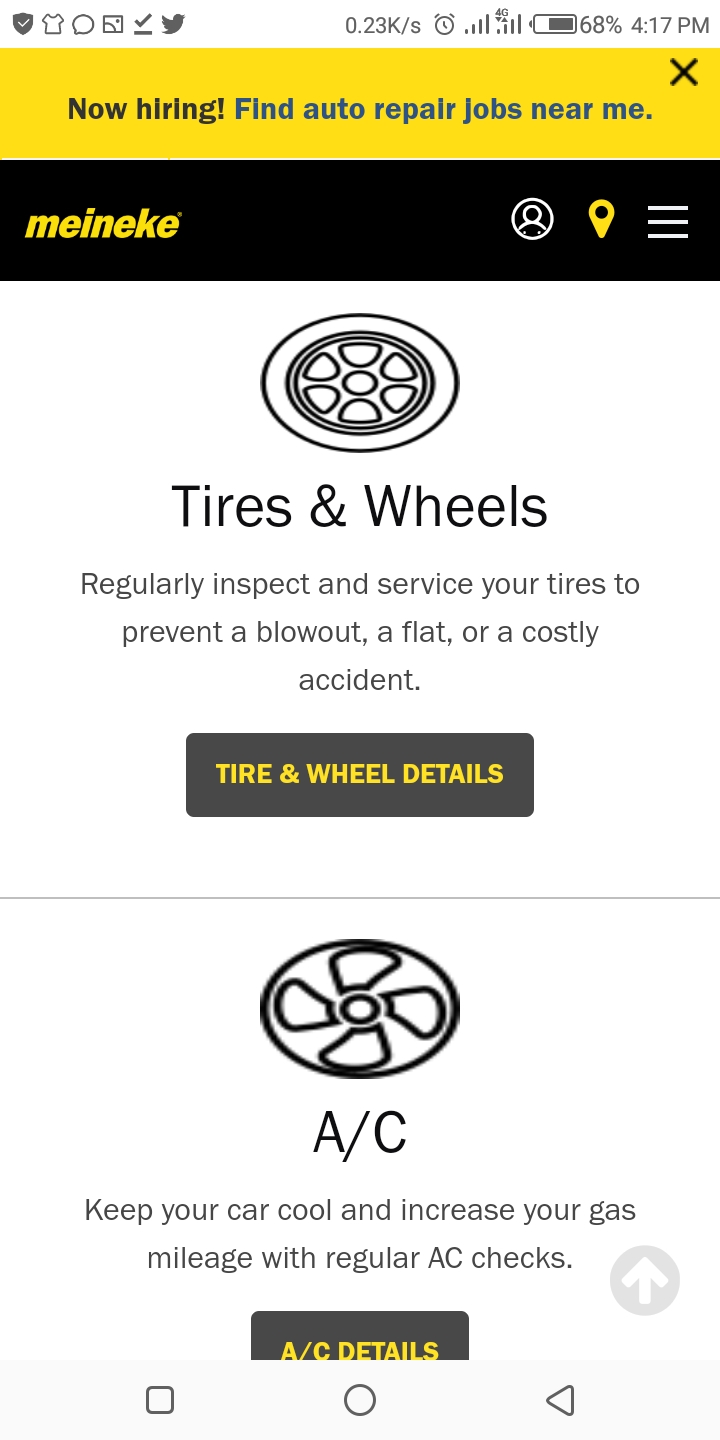 0.23K/s 4G 68% 4:17 PM
Now hiring! Find auto repair jobs near me.
meineke
Tires & Wheels
Regularly inspect and service your tires to
prevent a blowout, a flat, or a costly
accident.
TIRE & WHEEL DETAILS
A/C
Keep your car cool and increase your gas
mileage with regular AC checks.
A/C DETAILS